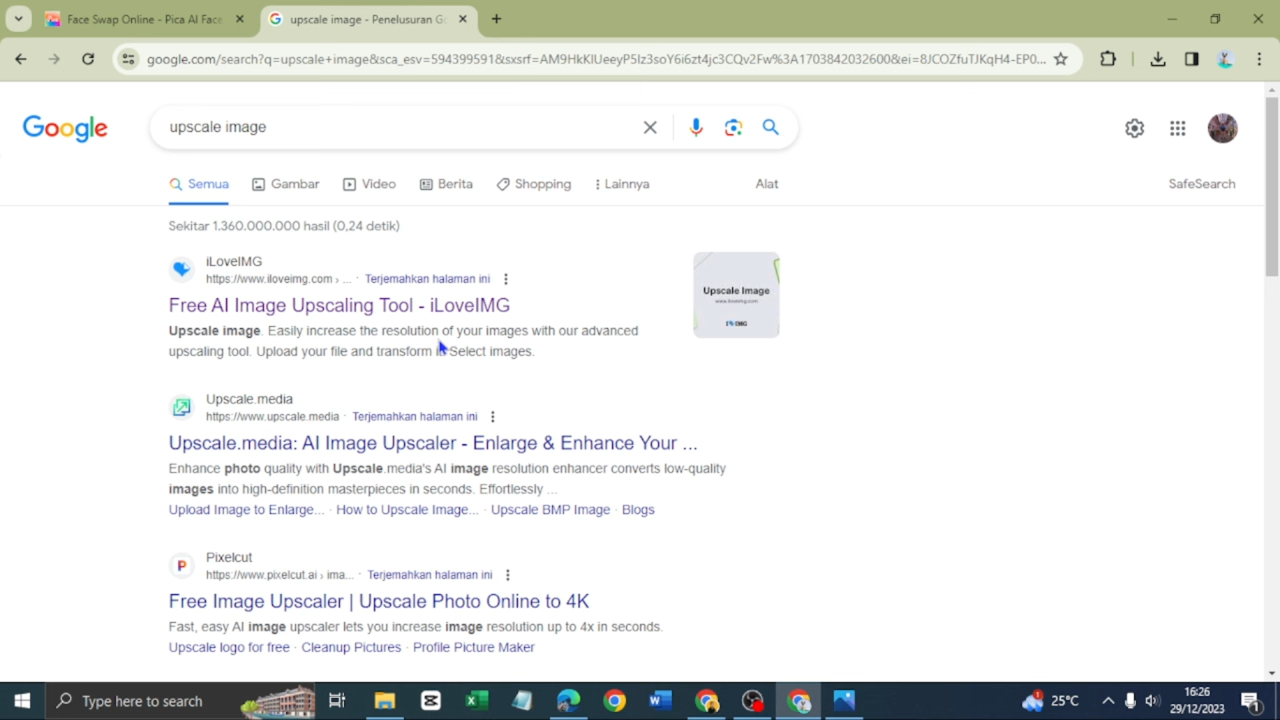 Face Swap Online - Pica AI Face
upscale image - Penelusuran Go
google.com/search?q=upscale+image&sca_esv=594399591&sxsrf=AM9HkKlUeeyP5Iz3soY6i6zt4jc3CQv2Fw%3A1703842032600&ei=8JCOZfuTJKqH4-EP0...
Google
upscale image
Semua Gambar Video Berita Shopping Lainnya Alat SafeSearch
Sekitar 1.360.000.000 hasil (0,24 detik)
iLoveIMG
https://www.iloveimg.com › ... · Terjemahkan halaman ini
Free AI Image Upscaling Tool - iLoveIMG
Upscale image. Easily increase the resolution of your images with our advanced
upscaling tool. Upload your file and transform it. Select images.
Upscale Image
www.iloveimg.com
I IMG
Upscale.media
https://www.upscale.media · Terjemahkan halaman ini
Upscale.media: AI Image Upscaler - Enlarge & Enhance Your ...
Enhance photo quality with Upscale.media's AI image resolution enhancer converts low-quality
images into high-definition masterpieces in seconds. Effortlessly ...
Upload Image to Enlarge... · How to Upscale Image... · Upscale BMP Image · Blogs
P
Pixelcut
https://www.pixelcut.ai › ima... · Terjemahkan halaman ini
Free Image Upscaler | Upscale Photo Online to 4K
Fast, easy AI image upscaler lets you increase image resolution up to 4x in seconds.
Upscale logo for free · Cleanup Pictures · Profile Picture Maker
Type here to search
25°C
16:26
29/12/2023